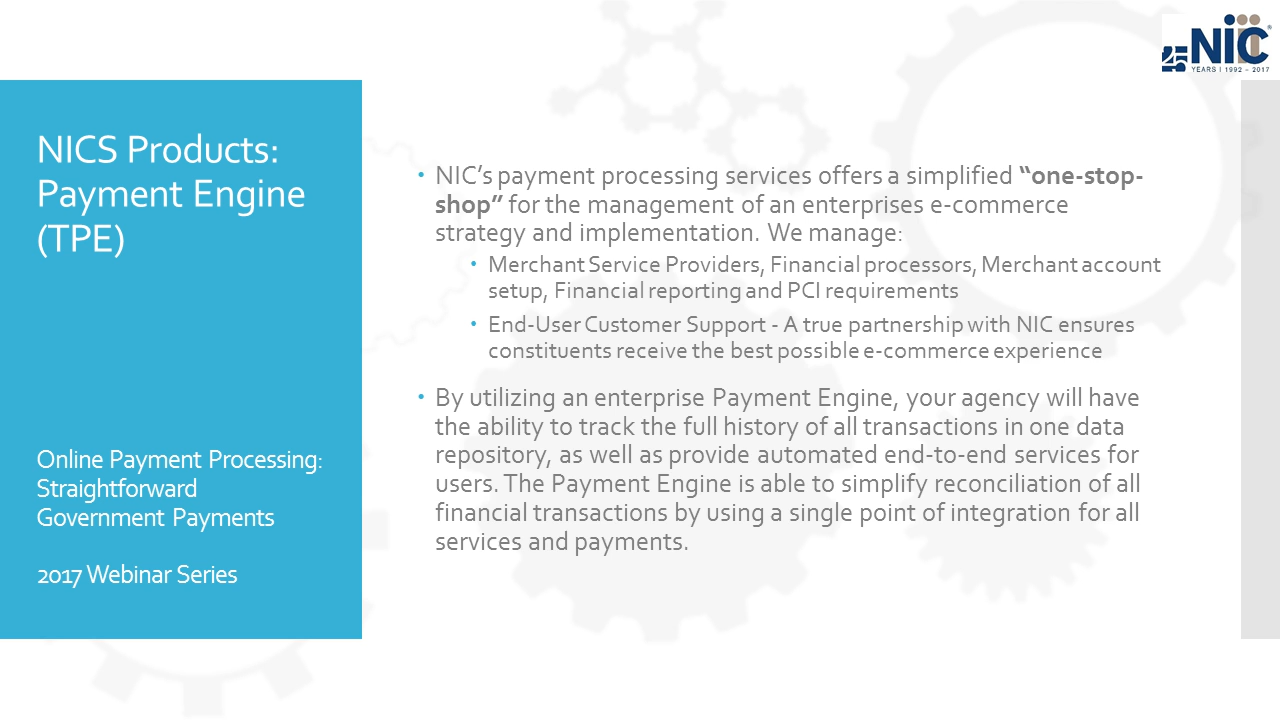 NIC
25
YEARS | 1992 – 2017
NICS Products:
Payment Engine
(TPE)
Online Payment Processing:
Straightforward
Government Payments
2017 Webinar Series
• NIC’s payment processing services offers a simplified “one-stop-
shop” for the management of an enterprises e-commerce
strategy and implementation. We manage:
• Merchant Service Providers, Financial processors, Merchant account
setup, Financial reporting and PCI requirements
• End-User Customer Support - A true partnership with NIC ensures
constituents receive the best possible e-commerce experience
• By utilizing an enterprise Payment Engine, your agency will have
the ability to track the full history of all transactions in one data
repository, as well as provide automated end-to-end services for
users. The Payment Engine is able to simplify reconciliation of all
financial transactions by using a single point of integration for all
services and payments.